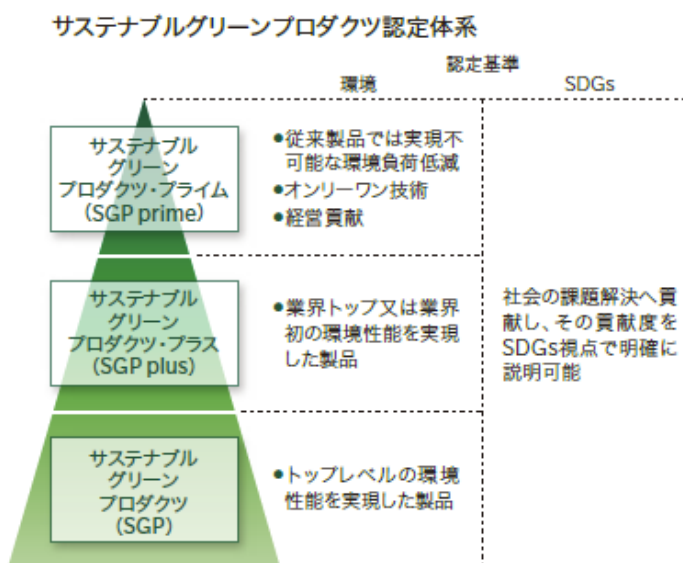 サステナブルグリーンプロダクツ認定体系
認定基準
環境
SDGs
サステナブル
グリーン
プロダクツ・プライム
(SGP prime)
●従来製品では実現不
可能な環境負荷低減
●オンリーワン技術
●経営貢献
サステナブル
グリーン
プロダクツ・プラス
(SGP plus)
●業界トップ又は業界
初の環境性能を実現
した製品
社会の課題解決へ貢
献し、その貢献度を
SDGs視点で明確に
説明可能
サステナブル
グリーン
プロダクツ
(SGP)
●トップレベルの環境
性能を実現した製品